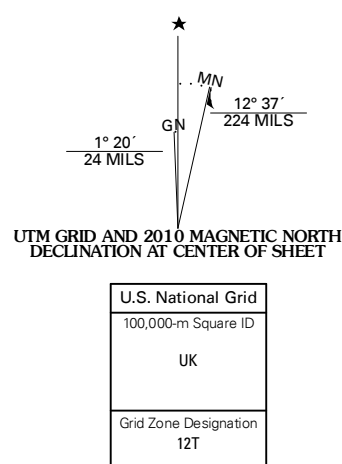 ★
MN
GN
12° 37´
224 MILS
1° 20´
24 MILS
UTM GRID AND 2010 MAGNETIC NORTH
DECLINATION AT CENTER OF SHEET
U.S. National Grid
100,000-m Square ID
UK
Grid Zone Designation
12T